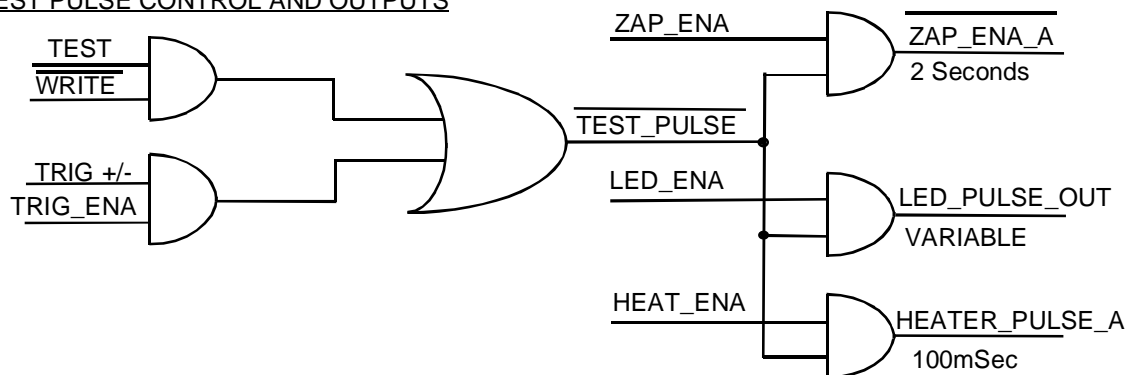 TEST PULSE CONTROL AND OUTPUTS
TEST
WRITE
TRIG +/-
TRIG_ENA
TEST_PULSE
ZAP_ENA
ZAP_ENA_A
2 Seconds
LED_ENA
LED_PULSE_OUT
VARIABLE
HEAT_ENA
HEATER_PULSE_A
100mSec